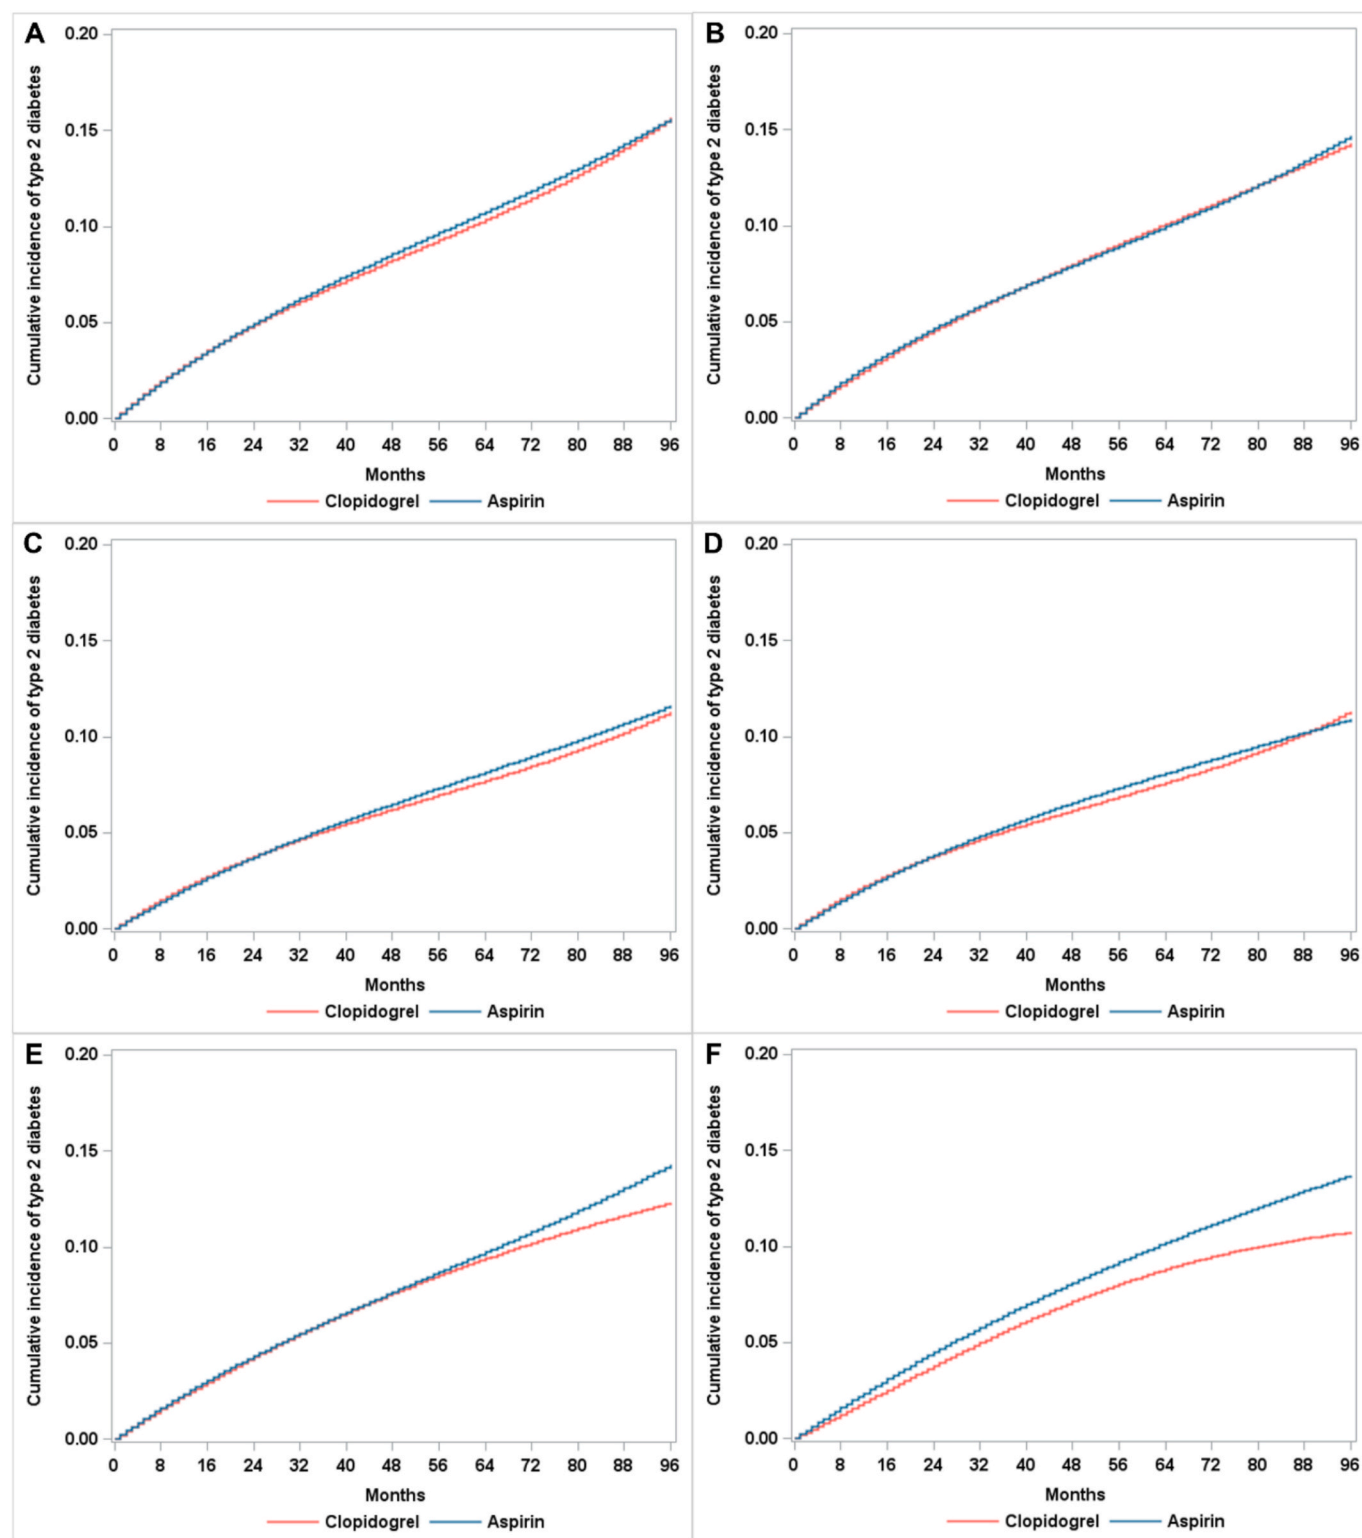 A
Cumulative incidence of type 2 diabetes
0.20
0.15
0.10
0.05
0.00
0 8 16 24 32 40 48 56 64 72 80 88 96
Months
Clopidogrel Aspirin
B
Cumulative incidence of type 2 diabetes
0.20
0.15
0.10
0.05
0.00
0 8 16 24 32 40 48 56 64 72 80 88 96
Months
Clopidogrel Aspirin
C
Cumulative incidence of type 2 diabetes
0.20
0.15
0.10
0.05
0.00
0 8 16 24 32 40 48 56 64 72 80 88 96
Months
Clopidogrel Aspirin
D
Cumulative incidence of type 2 diabetes
0.20
0.15
0.10
0.05
0.00
0 8 16 24 32 40 48 56 64 72 80 88 96
Months
Clopidogrel Aspirin
E
Cumulative incidence of type 2 diabetes
0.20
0.15
0.10
0.05
0.00
0 8 16 24 32 40 48 56 64 72 80 88 96
Months
Clopidogrel Aspirin
F
Cumulative incidence of type 2 diabetes
0.20
0.15
0.10
0.05
0.00
0 8 16 24 32 40 48 56 64 72 80 88 96
Months
Clopidogrel Aspirin